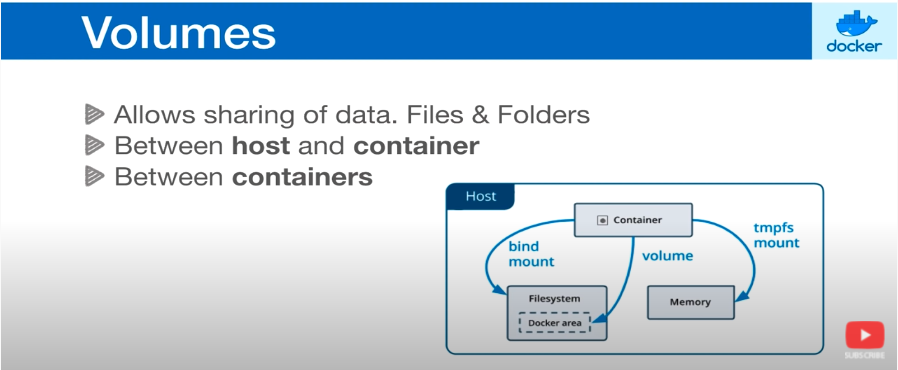 Volumes
docker
Allows sharing of data. Files & Folders
Between host and container
Between containers
Host
Container
bind
mount
volume
tmpfs
mount
Filesystem
Docker area
Memory
SUBSCRIBE